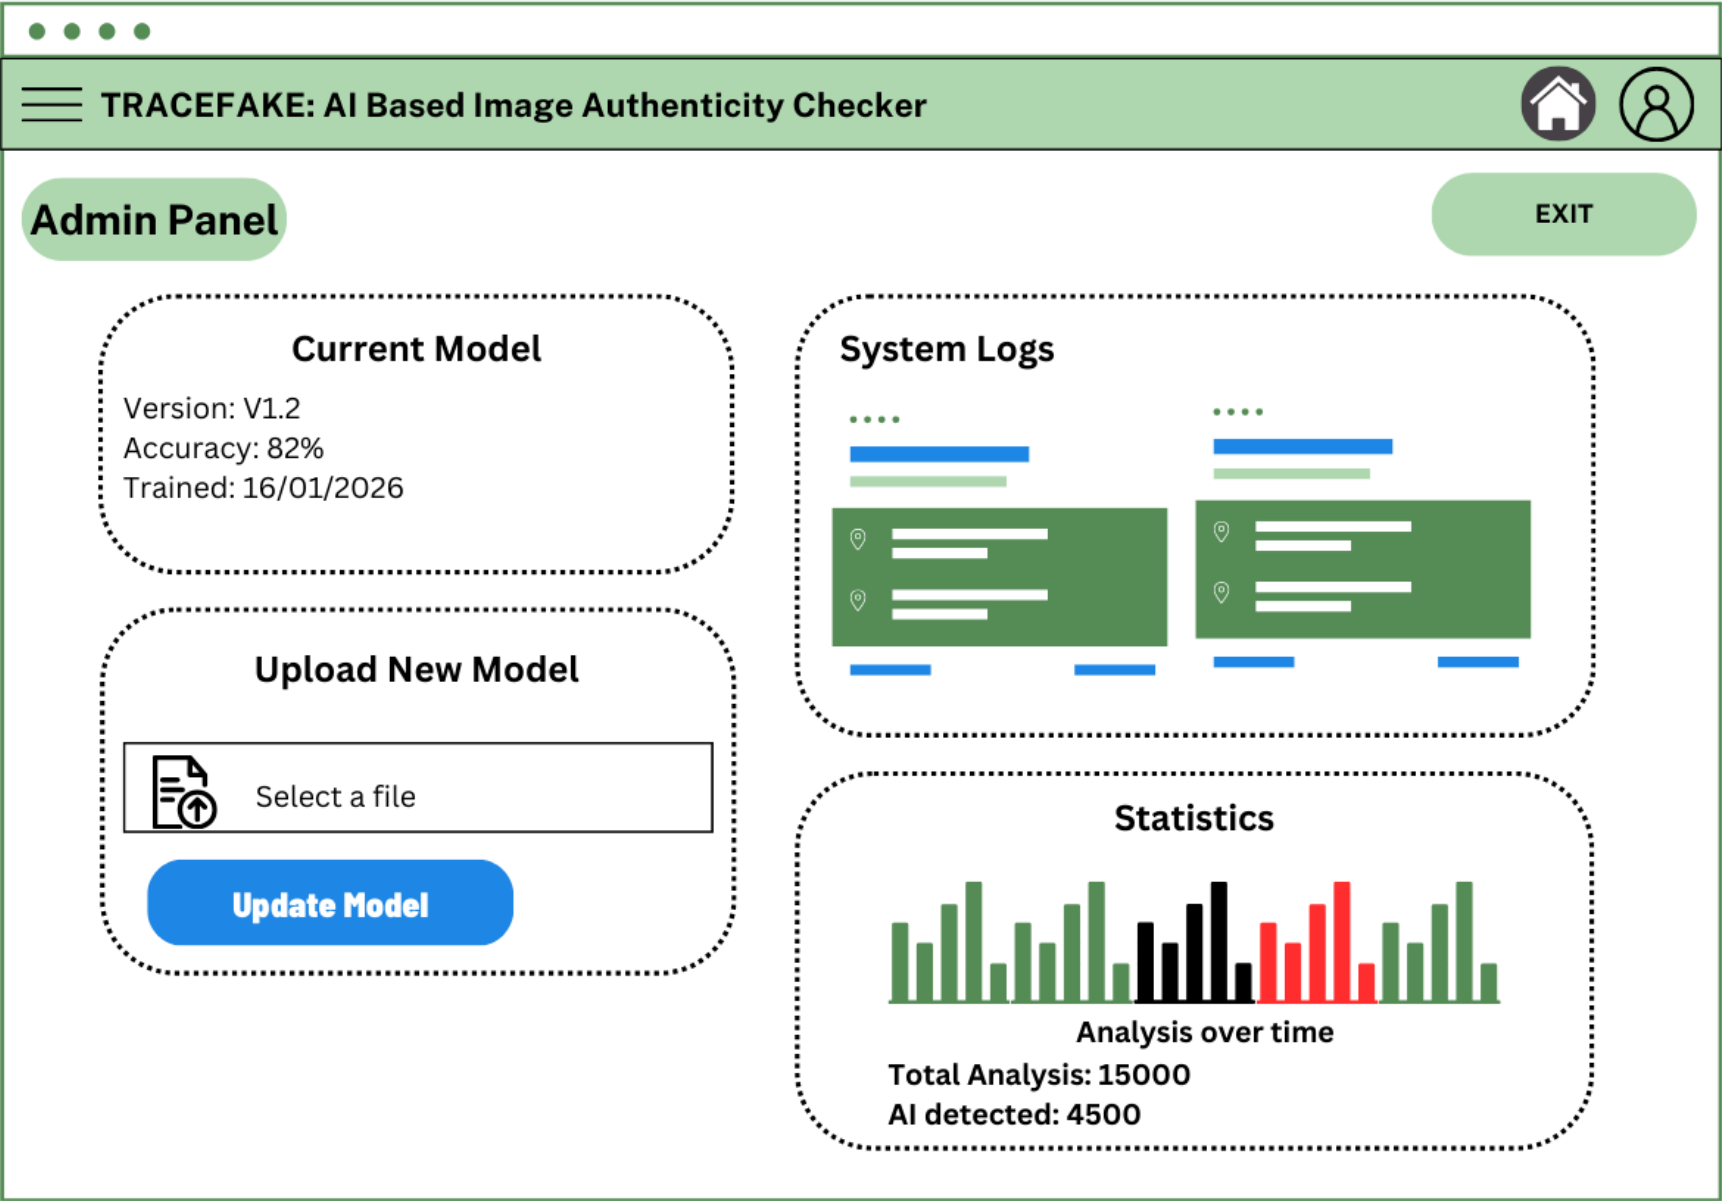 TRACEFAKE: AI Based Image Authenticity Checker
Admin Panel
EXIT
Current Model
Version: V1.2
Accuracy: 82%
Trained: 16/01/2026
Upload New Model
Select a file
Update Model
System Logs
Statistics
Analysis over time
Total Analysis: 15000
AI detected: 4500